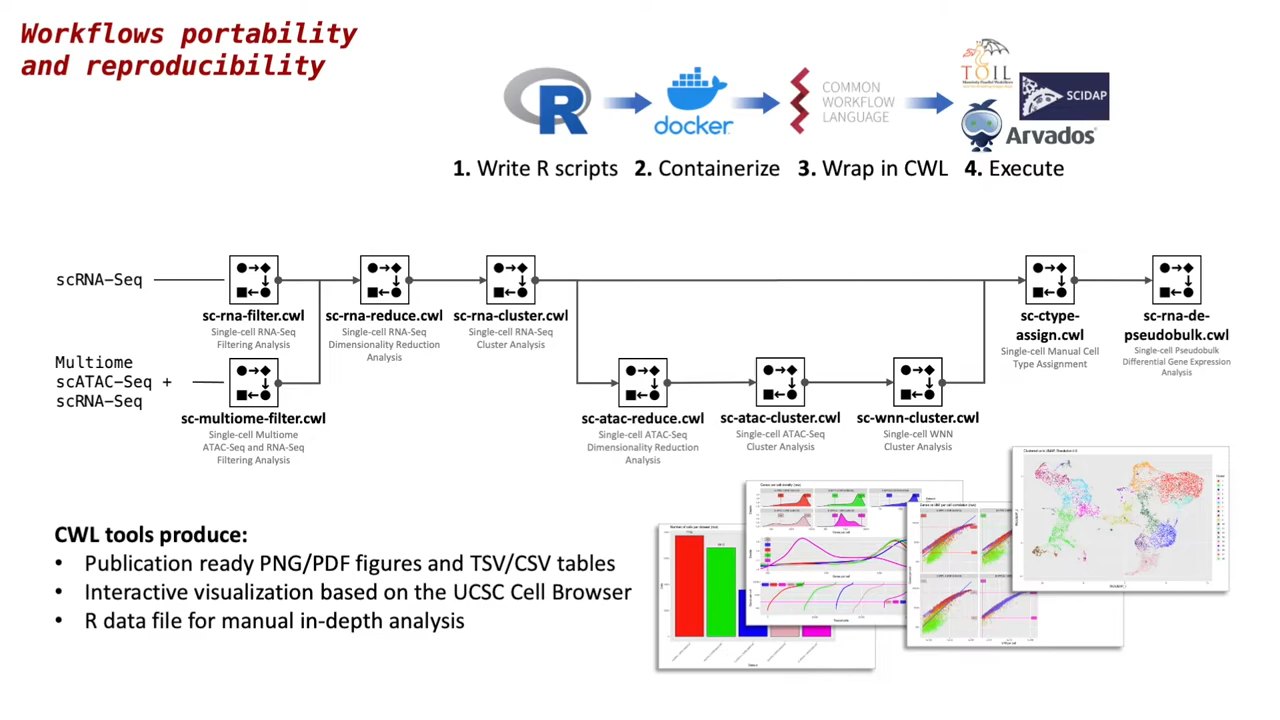 Workflows portability
and reproducibility
TOIL
SCIDAP
Arvados
docker
COMMON
WORKFLOW
LANGUAGE
1. Write R scripts 2. Containerize 3. Wrap in CWL 4. Execute
scRNA-Seq
sc-rna-filter.cwl
Single-cell RNA-Seq
Filtering Analysis
sc-rna-reduce.cwl
Single-cell RNA-Seq
Dimensionality Reduction
Analysis
sc-rna-cluster.cwl
Single-cell RNA-Seq
Cluster Analysis
sc-ctype-
assign.cwl
Single-cell Manual Cell
Type Assignment
sc-rna-de-
pseudobulk.cwl
Single-cell Pseudobulk
Differential Gene Expression
Analysis
Multiome
scATAC-Seq +
scRNA-Seq
sc-multiome-filter.cwl
Single-cell Multiome
ATAC-Seq and RNA-Seq
Filtering Analysis
sc-atac-reduce.cwl
Single-cell ATAC-Seq
Dimensionality Reduction
Analysis
sc-atac-cluster.cwl
Single-cell ATAC-Seq
Cluster Analysis
sc-wnn-cluster.cwl
Single-cell WNN
Cluster Analysis
CWL tools produce:
• Publication ready PNG/PDF figures and TSV/CSV tables
• Interactive visualization based on the UCSC Cell Browser
• R data file for manual in-depth analysis